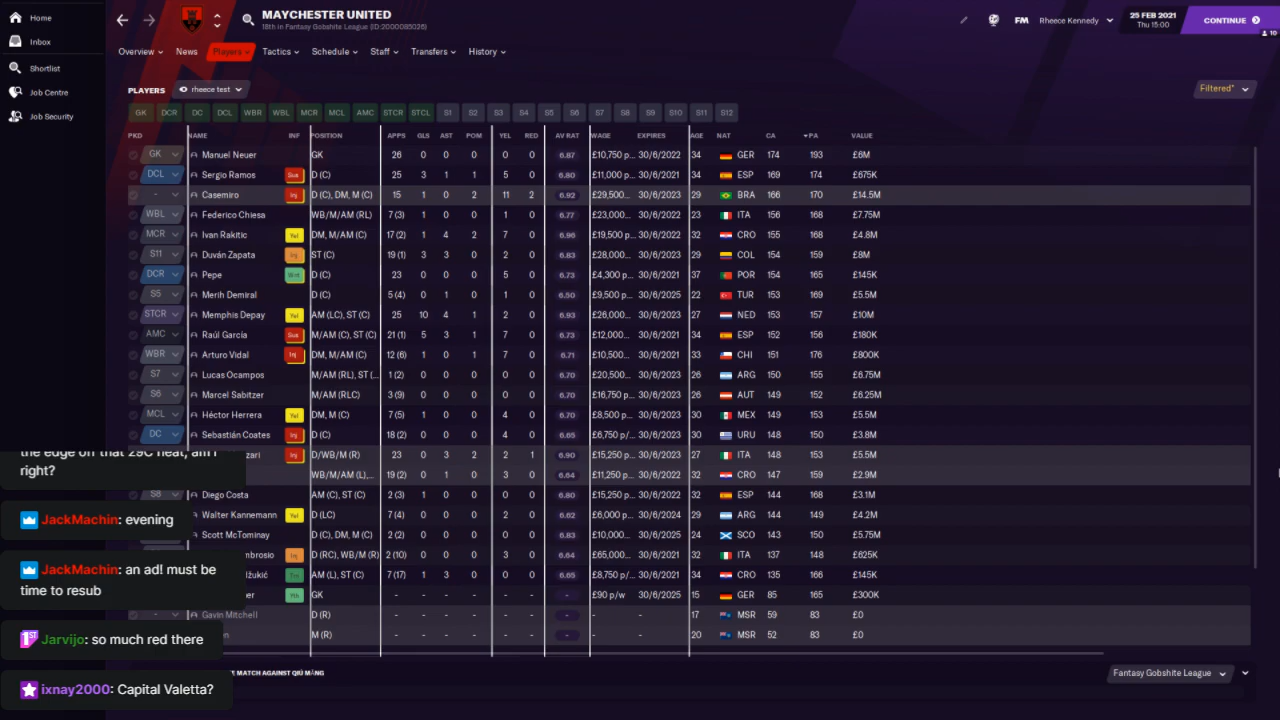 Home
Inbox
Shortlist
Job Centre
Job Security
MAYCHESTER UNITED
18th in Fantasy Gobshite League (ID:2000085026)
FM
Rheece Kennedy
25 FEB 2021
Thu 15:00
CONTINUE
10
Overview
News
Players
Tactics
Schedule
Staff
Transfers
History
PLAYERS
rheece test
Filtered*
GK DCR DC DCL WBR WBL MCR MCL AMC STCR STCL S1 S2 S3 S4 S5 S6 S7 S8 S9 S10 S11 S12
PKD NAME INF POSITION APPS GLS AST POM YEL RED AV RAT WAGE EXPIRES AGE NAT CA PA VALUE
GK Manuel Neuer GK 26 0 0 0 0 0 6.87 £10,750 p... 30/6/2022 34 GER 174 193 £6M
DCL Sergio Ramos Sus D (C) 25 3 1 1 5 0 6.80 £11,000 p... 30/6/2021 34 ESP 169 174 £675K
- Casemiro Inj D (C), DM, M (C) 15 1 0 2 11 2 6.92 £29,500... 30/6/2023 29 BRA 166 170 £14.5M
WBL Federico Chiesa WB/M/AM (RL) 7 (3) 1 0 0 1 0 6.77 £23,000... 30/6/2022 23 ITA 156 168 £7.75M
MCR Ivan Rakitic Yel DM, M/AM (C) 17 (2) 1 4 2 7 0 6.96 £19,500 p... 30/6/2022 32 CRO 155 168 £4.8M
S11 Duván Zapata Inj ST (C) 19 (1) 3 3 0 2 0 6.83 £28,000... 30/6/2023 29 COL 154 159 £8M
DCR Pepe D (C) 23 0 0 0 5 0 6.73 £4,300 p... 30/6/2021 37 POR 154 165 £145K
S5 Merih Demiral D (C) 5 (4) 0 1 0 1 0 6.50 £9,500 p... 30/6/2025 22 TUR 153 169 £5.5M
STCR Memphis Depay Yel AM (LC), ST (C) 25 10 4 1 2 0 6.93 £26,000... 30/6/2023 27 NED 153 157 £10M
AMC Raúl García Sus M/AM (C), ST (C) 21 (1) 5 3 1 7 0 6.73 £12,000... 30/6/2021 34 ESP 152 156 £180K
WBR Arturo Vidal Inj DM, M/AM (C) 12 (6) 1 0 1 7 0 6.71 £10,500... 30/6/2021 33 CHI 151 176 £800K
S7 Lucas Ocampos M/AM (RL), ST (... 1 (2) 0 0 0 0 0 6.70 £20,500... 30/6/2023 26 ARG 150 155 £6.75M
S6 Marcel Sabitzer M/AM (RLC) 3 (9) 0 0 0 0 0 6.70 £16,750 p... 30/6/2023 26 AUT 149 152 £6.25M
MCL Héctor Herrera Yel DM, M (C) 7 (5) 1 0 0 4 0 6.70 £8,500 p... 30/6/2023 30 MEX 149 153 £5.5M
DC Sebastián Coates Inj D (C) 18 (2) 0 0 0 4 0 6.65 £6,750 p/... 30/6/2023 30 URU 148 150 £3.8M
zari Inj D/WB/M (R) 23 0 3 2 2 1 6.90 £15,250 p... 30/6/2023 27 ITA 148 153 £5.5M
WB/M/AM (L),... 19 (2) 0 1 0 3 0 6.64 £11,250 p... 30/6/2022 32 CRO 147 159 £2.9M
S8 Diego Costa AM (C), ST (C) 2 (3) 0 1 0 0 0 6.80 £15,250 p... 30/6/2022 32 ESP 144 168 £3.1M
Walter Kannemann Yel D (LC) 7 (4) 0 0 0 2 0 6.62 £6,000 p... 30/6/2024 29 ARG 144 149 £4.2M
Scott McTominay D (C), DM, M (C) 2 (2) 0 0 0 0 0 6.83 £10,000... 30/6/2025 24 SCO 143 150 £5.75M
mbrosio Inj D (RC), WB/M (R) 2 (10) 0 0 0 3 0 6.64 £65,000... 30/6/2021 32 ITA 137 148 £625K
džukić AM (L), ST (C) 7 (17) 1 3 0 0 0 6.65 £8,750 p/... 30/6/2021 34 CRO 135 166 £145K
er GK - - - - - - - £90 p/w 30/6/2025 15 GER 85 165 £300K
- Gavin Mitchell D (R) - - - - - - - - - 17 MSR 59 83 £0
M (R) - - - - - - - - - 20 MSR 52 83 £0
MATCH AGAINST QIÚ MĂNG
Fantasy Gobshite League
the edge off that 29C heat, am I
right?
JackMachin: evening
JackMachin: an ad! must be
time to resub
1ST Jarvijo: so much red there
ixnay2000: Capital Valetta?